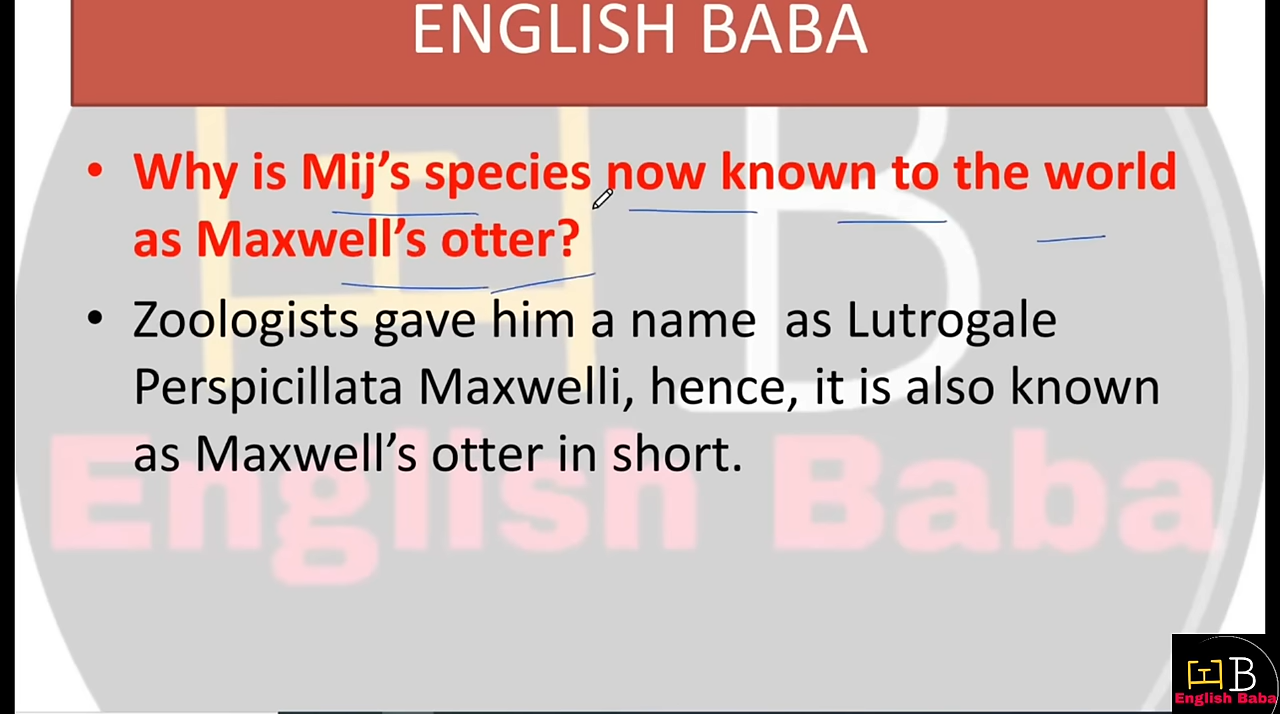 ENGLISH BABA
• Why is Mij’s species now known to the world
as Maxwell’s otter?
• Zoologists gave him a name as Lutrogale
Perspicillata Maxwelli, hence, it is also known
as Maxwell’s otter in short.
English Baba
B
English Baba